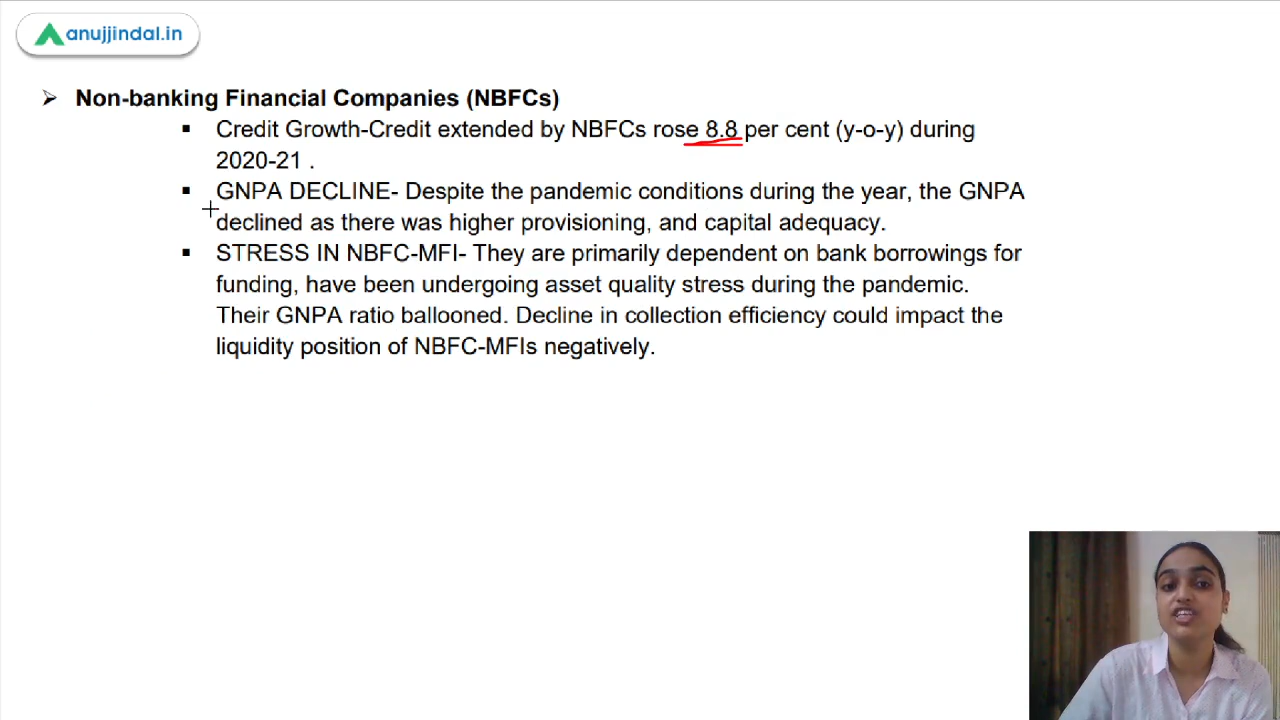 anujjindal.in
Non-banking Financial Companies (NBFCs)
Credit Growth-Credit extended by NBFCs rose 8.8 per cent (y-o-y) during
2020-21 .
GNPA DECLINE- Despite the pandemic conditions during the year, the GNPA
declined as there was higher provisioning, and capital adequacy.
STRESS IN NBFC-MFI- They are primarily dependent on bank borrowings for
funding, have been undergoing asset quality stress during the pandemic.
Their GNPA ratio ballooned. Decline in collection efficiency could impact the
liquidity position of NBFC-MFIs negatively.